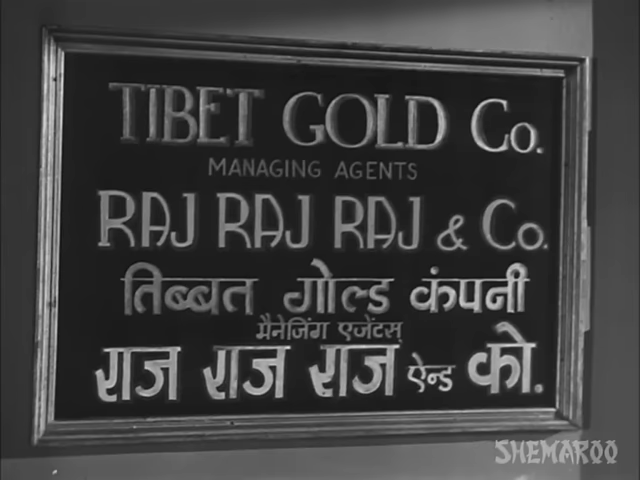 TIBET GOLD Co.
MANAGING AGENTS
RAJ RAJ RAJ & Co.
तिब्बत गोल्ड कंपनी
मैनेजिंग एजेंटस्
राज राज राज ऐन्ड को.
SHEMAROO